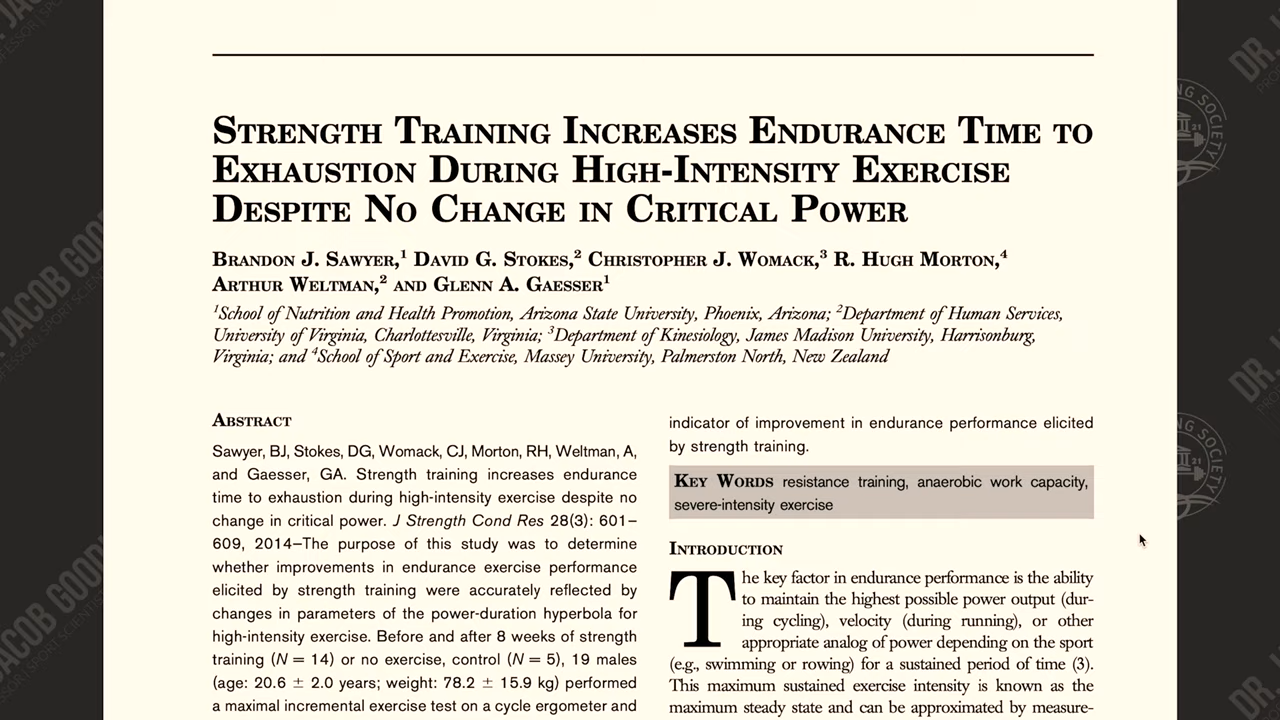 STRENGTH TRAINING INCREASES ENDURANCE TIME TO
EXHAUSTION DURING HIGH-INTENSITY EXERCISE
DESPITE NO CHANGE IN CRITICAL POWER
BRANDON J. SAWYER,¹ DAVID G. STOKES,² CHRISTOPHER J. WOMACK,³ R. HUGH MORTON,⁴
ARTHUR WELTMAN,² AND GLENN A. GAESSER¹
¹School of Nutrition and Health Promotion, Arizona State University, Phoenix, Arizona; ²Department of Human Services,
University of Virginia, Charlottesville, Virginia; ³Department of Kinesiology, James Madison University, Harrisonburg,
Virginia; and ⁴School of Sport and Exercise, Massey University, Palmerston North, New Zealand
ABSTRACT
Sawyer, BJ, Stokes, DG, Womack, CJ, Morton, RH, Weltman, A,
and Gaesser, GA. Strength training increases endurance
time to exhaustion during high-intensity exercise despite no
change in critical power. J Strength Cond Res 28(3): 601–
609, 2014—The purpose of this study was to determine
whether improvements in endurance exercise performance
elicited by strength training were accurately reflected by
changes in parameters of the power-duration hyperbola for
high-intensity exercise. Before and after 8 weeks of strength
training (N = 14) or no exercise, control (N = 5), 19 males
(age: 20.6 ± 2.0 years; weight: 78.2 ± 15.9 kg) performed
a maximal incremental exercise test on a cycle ergometer and
indicator of improvement in endurance performance elicited
by strength training.
KEY WORDS resistance training, anaerobic work capacity,
severe-intensity exercise
INTRODUCTION
The key factor in endurance performance is the ability
to maintain the highest possible power output (dur-
ing cycling), velocity (during running), or other
appropriate analog of power depending on the sport
(e.g., swimming or rowing) for a sustained period of time (3).
This maximum sustained exercise intensity is known as the
maximum steady state and can be approximated by measure-
DR. JACOB GOOD
DR. J
NG SOCIETY
NG SOCIETY